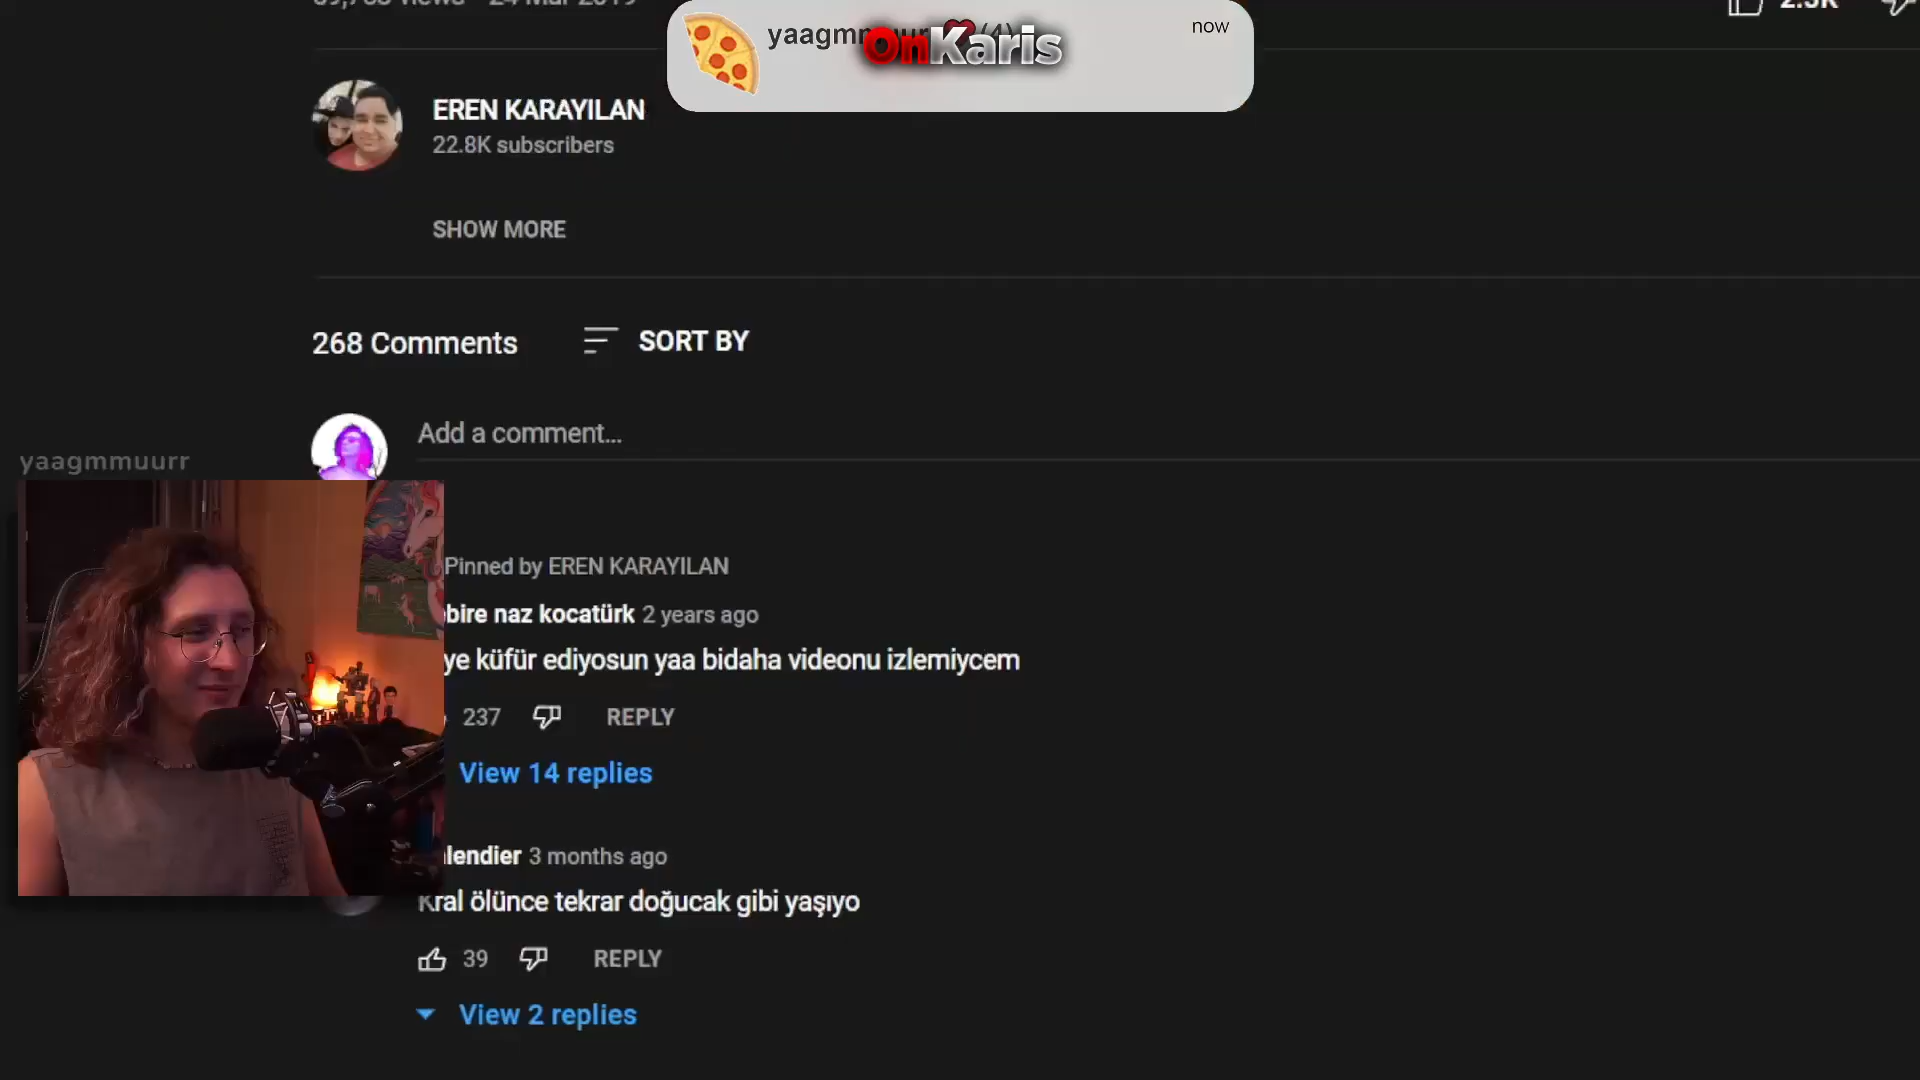 yaagmmuurr (4)
OnKaris
now
EREN KARAYILAN
22.8K subscribers
SHOW MORE
268 Comments
SORT BY
Add a comment...
yaagmmuurr
Pinned by EREN KARAYILAN
bire naz kocatürk 2 years ago
ye küfür ediyosun yaa bidaha videonu izlemiycem
237
REPLY
View 14 replies
lendier 3 months ago
Kral ölünce tekrar doğucak gibi yaşıyo
39
REPLY
View 2 replies